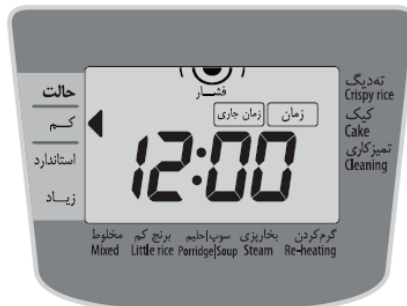 فشار
زمان جاری
زمان
12:00
حالت
کم
استاندارد
زیاد
ته‌دیگ
Crispy rice
کیک
Cake
تمیزکاری
Cleaning
مخلوط
Mixed
برنج کم
Little rice
سوپ|حلیم
Porridge|Soup
بخارپزی
Steam
گرم‌کردن
Re-heating